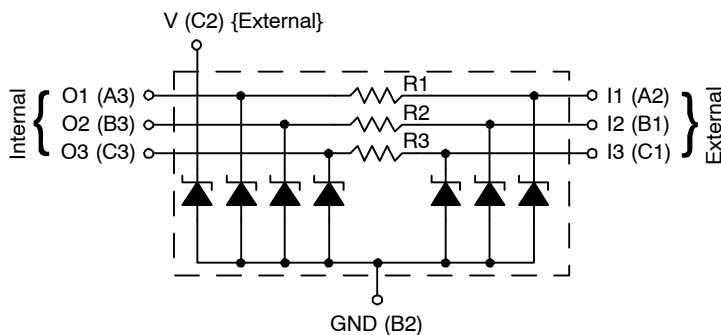 V (C2) {External}
R1
O1 (A3)
I1 (A2)
R2
O2 (B3)
I2 (B1)
R3
O3 (C3)
I3 (C1)
Internal
External
GND (B2)